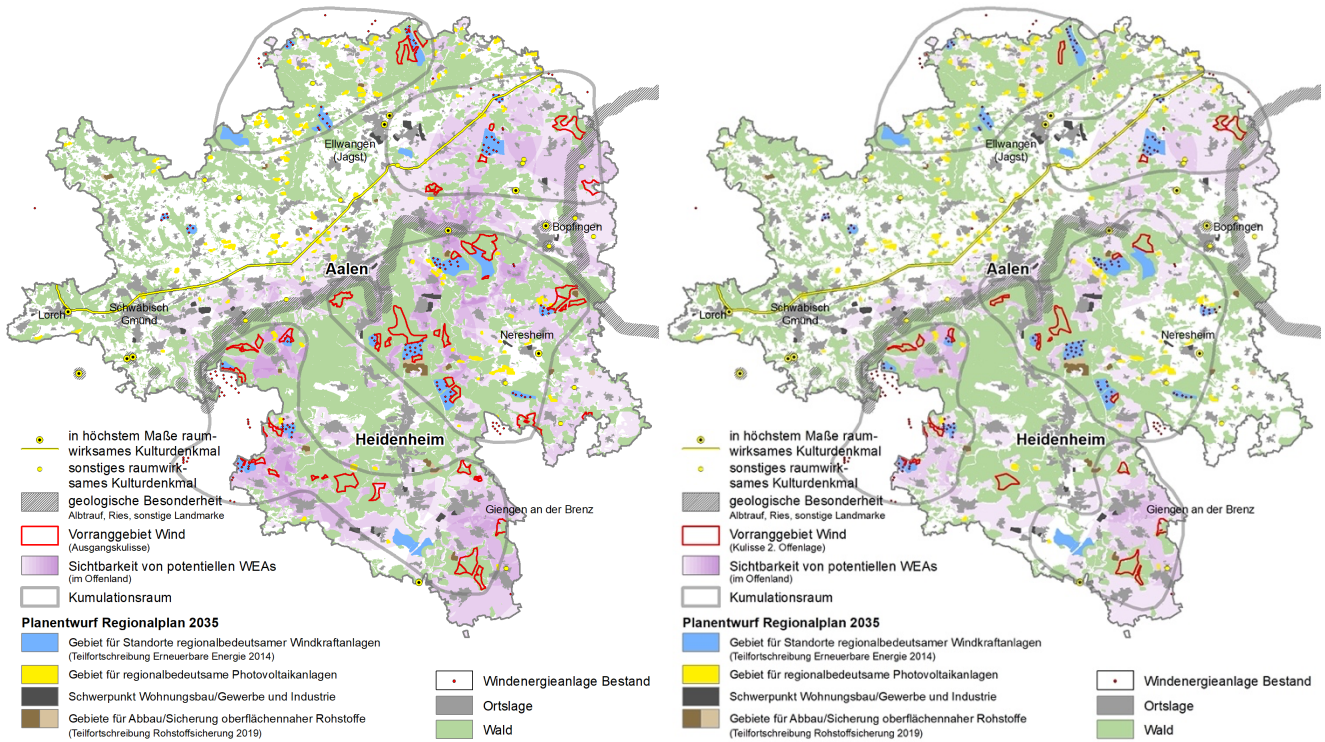 Ellwangen
(Jagst)
Bopfingen
Aalen
Lorch
Schwäbisch
Gmünd
Neresheim
Heidenheim
Giengen an der Brenz
in höchstem Maße raum-
wirksames Kulturdenkmal
sonstiges raumwirk-
sames Kulturdenkmal
geologische Besonderheit
Albtrauf, Ries, sonstige Landmarke
Vorranggebiet Wind
(Ausgangskulisse)
Sichtbarkeit von potentiellen WEAs
(im Offenland)
Kumulationsraum
Planentwurf Regionalplan 2035
Gebiet für Standorte regionalbedeutsamer Windkraftanlagen
(Teilfortschreibung Erneuerbare Energie 2014)
Gebiet für regionalbedeutsame Photovoltaikanlagen
Schwerpunkt Wohnungsbau/Gewerbe und Industrie
Gebiete für Abbau/Sicherung oberflächennaher Rohstoffe
(Teilfortschreibung Rohstoffsicherung 2019)
Windenergieanlage Bestand
Ortslage
Wald
Ellwangen
(Jagst)
Bopfingen
Aalen
Lorch
Schwäbisch
Gmünd
Neresheim
Heidenheim
Giengen an der Brenz
in höchstem Maße raum-
wirksames Kulturdenkmal
sonstiges raumwirk-
sames Kulturdenkmal
geologische Besonderheit
Albtrauf, Ries, sonstige Landmarke
Vorranggebiet Wind
(Kulisse 2. Offenlage)
Sichtbarkeit von potentiellen WEAs
(im Offenland)
Kumulationsraum
Planentwurf Regionalplan 2035
Gebiet für Standorte regionalbedeutsamer Windkraftanlagen
(Teilfortschreibung Erneuerbare Energie 2014)
Gebiet für regionalbedeutsame Photovoltaikanlagen
Schwerpunkt Wohnungsbau/Gewerbe und Industrie
Gebiete für Abbau/Sicherung oberflächennaher Rohstoffe
(Teilfortschreibung Rohstoffsicherung 2019)
Windenergieanlage Bestand
Ortslage
Wald